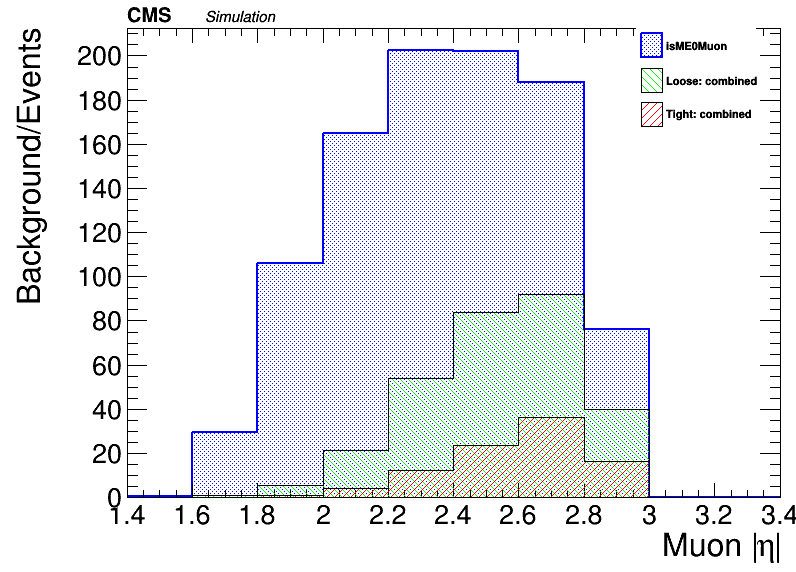 CMS Simulation
isME0Muon
Loose: combined
Tight: combined
Background/Events
200
180
160
140
120
100
80
60
40
20
0
1.4 1.6 1.8 2 2.2 2.4 2.6 2.8 3 3.2 3.4
Muon |η|